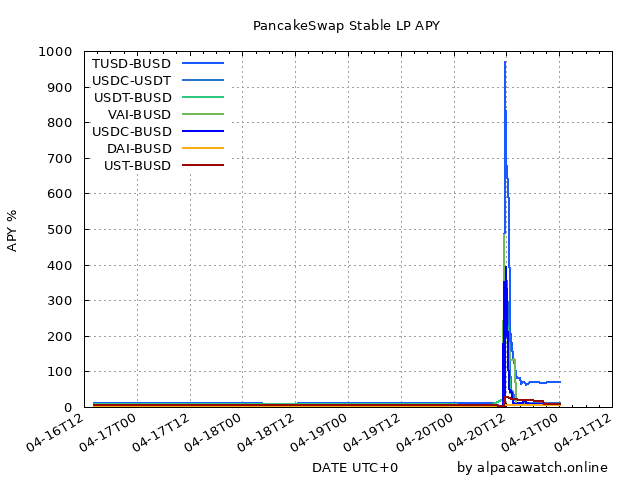 PancakeSwap Stable LP APY
1000
900
800
700
600
500
400
300
200
100
0
APY %
TUSD-BUSD
USDC-USDT
USDT-BUSD
VAI-BUSD
USDC-BUSD
DAI-BUSD
UST-BUSD
04-16T12
04-17T00
04-17T12
04-18T00
04-18T12
04-19T00
04-19T12
04-20T00
04-20T12
04-21T00
04-21T12
DATE UTC+0
by alpacawatch.online